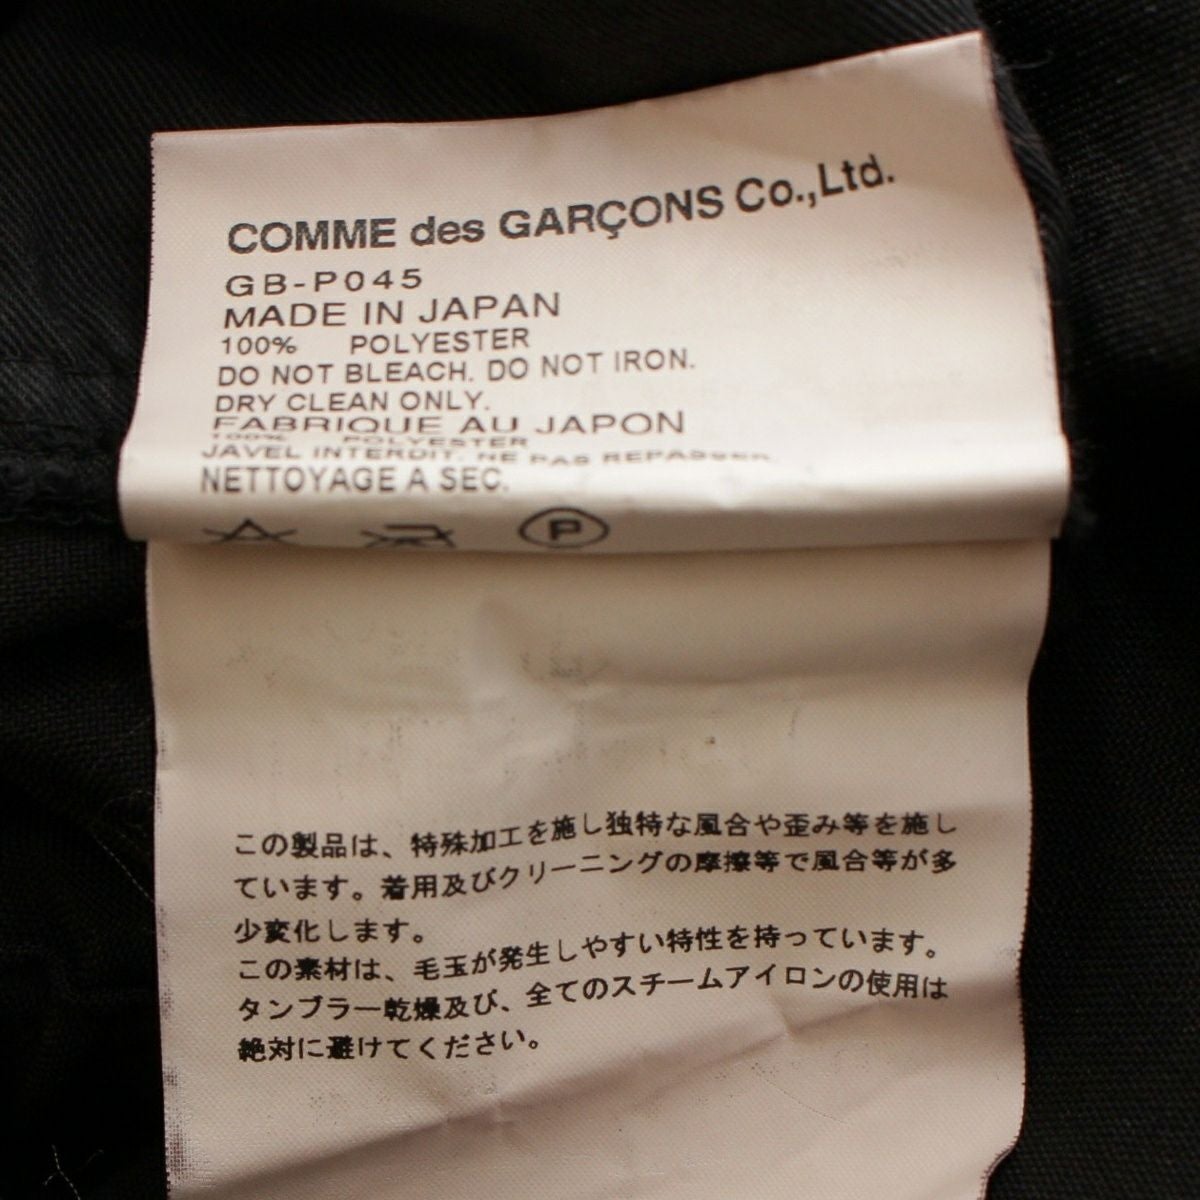 COMME des GARÇONS Co.,Ltd.
GB-P045
MADE IN JAPAN
100% POLYESTER
DO NOT BLEACH. DO NOT IRON.
DRY CLEAN ONLY.
FABRIQUE AU JAPON
100% POLYESTER
JAVEL INTERDIT. NE PAS REPASSER.
NETTOYAGE A SEC.
P
この製品は、特殊加工を施し独特な風合や歪み等を施し
ています。着用及びクリーニングの摩擦等で風合等が多
少変化します。
この素材は、毛玉が発生しやすい特性を持っています。
タンブラー乾燥及び、全てのスチームアイロンの使用は
絶対に避けてください。